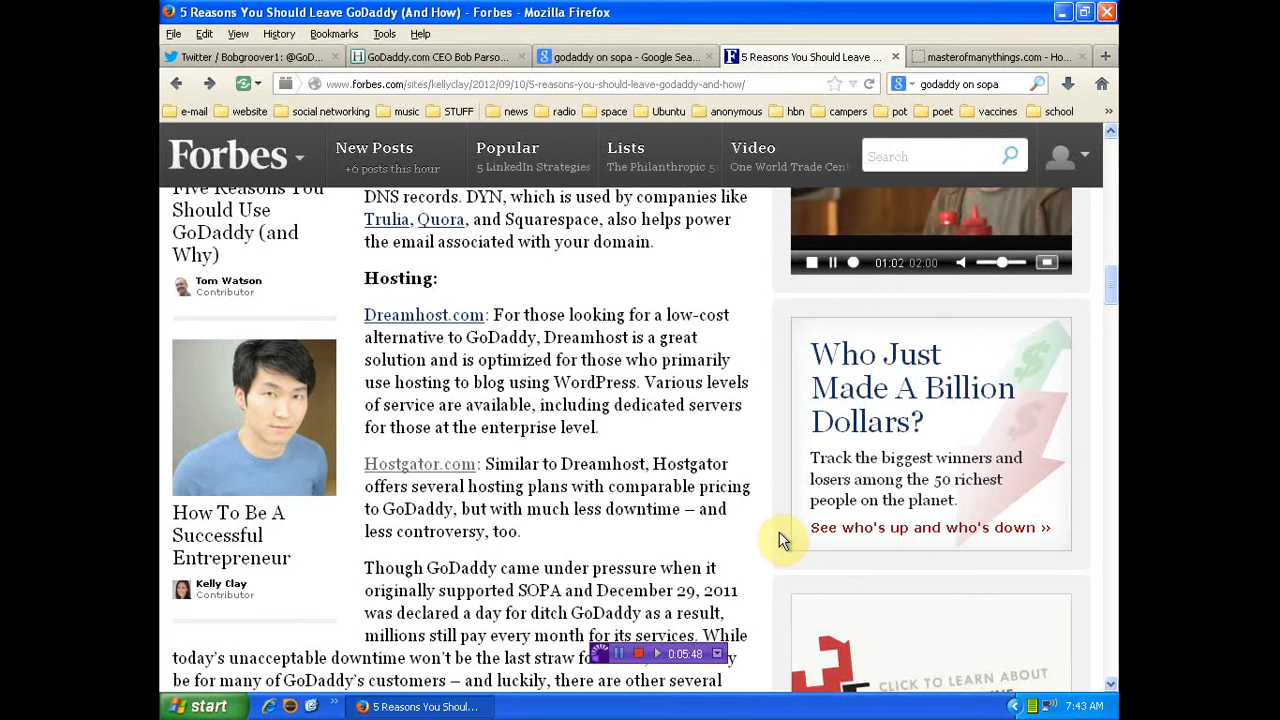 5 Reasons You Should Leave GoDaddy (And How) - Forbes - Mozilla Firefox
File Edit View History Bookmarks Tools Help
Twitter / Bobgroover1: @GoD...
GoDaddy.com CEO Bob Parso...
godaddy on sopa - Google Sea...
5 Reasons You Should Leave ...
masterofmanythings.com - Ho...
www.forbes.com/sites/kellyclay/2012/09/10/5-reasons-you-should-leave-godaddy-and-how/
godaddy on sopa
e-mail website social networking music STUFF news radio space Ubuntu anonymous hbn campers pot poet vaccines school
Forbes
New Posts
+6 posts this hour
Popular
5 LinkedIn Strategies
Lists
The Philanthropic 5
Video
One World Trade Cen
Search
Five Reasons You
Should Use
GoDaddy (and
Why)
Tom Watson
Contributor
How To Be A
Successful
Entrepreneur
Kelly Clay
Contributor
DNS records. DYN, which is used by companies like
Trulia, Quora, and Squarespace, also helps power
the email associated with your domain.
Hosting:
Dreamhost.com: For those looking for a low-cost
alternative to GoDaddy, Dreamhost is a great
solution and is optimized for those who primarily
use hosting to blog using WordPress. Various levels
of service are available, including dedicated servers
for those at the enterprise level.
Hostgator.com: Similar to Dreamhost, Hostgator
offers several hosting plans with comparable pricing
to GoDaddy, but with much less downtime – and
less controversy, too.
Though GoDaddy came under pressure when it
originally supported SOPA and December 29, 2011
was declared a day for ditch GoDaddy as a result,
millions still pay every month for its services. While
today's unacceptable downtime won't be the last straw fo
y
be for many of GoDaddy's customers – and luckily, there are other several
0:05:48
01:02 02:00
Who Just
Made A Billion
Dollars?
Track the biggest winners and
losers among the 50 richest
people on the planet.
See who's up and who's down »
CLICK TO LEARN ABOUT
start
5 Reasons You Shoul...
7:43 AM